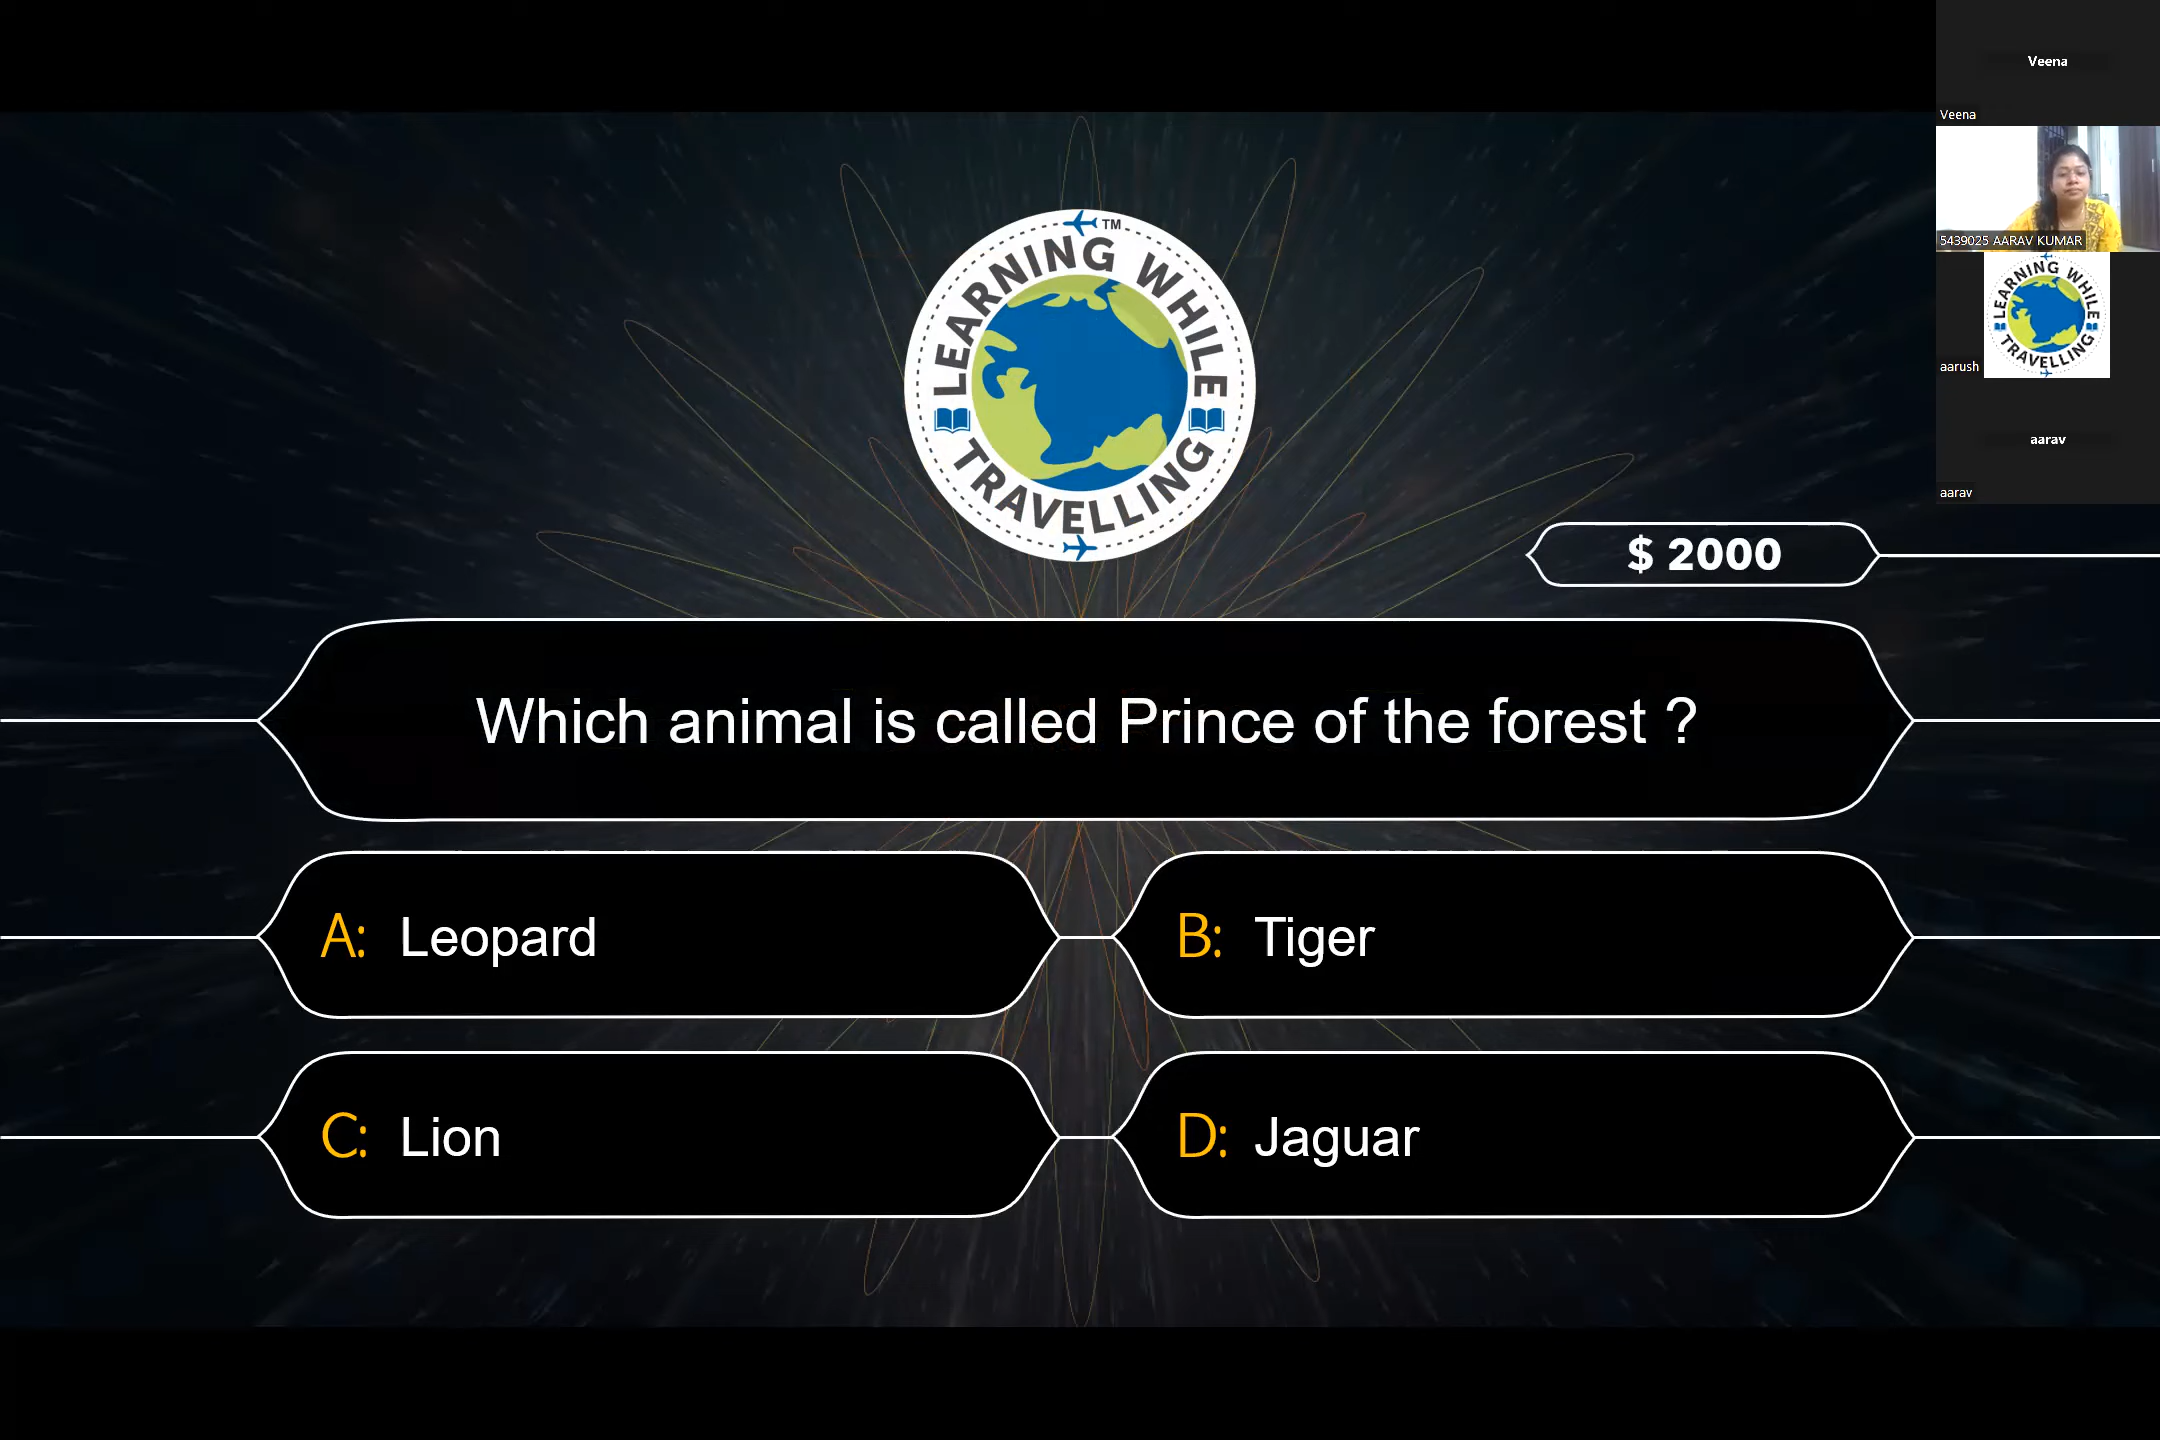 Veena
Veena
5439025 AARAV KUMAR
LEARNING WHILE
TRAVELLING
aarush
aarav
aarav
TM
LEARNING WHILE
TRAVELLING
$ 2000
Which animal is called Prince of the forest ?
A: Leopard
B: Tiger
C: Lion
D: Jaguar